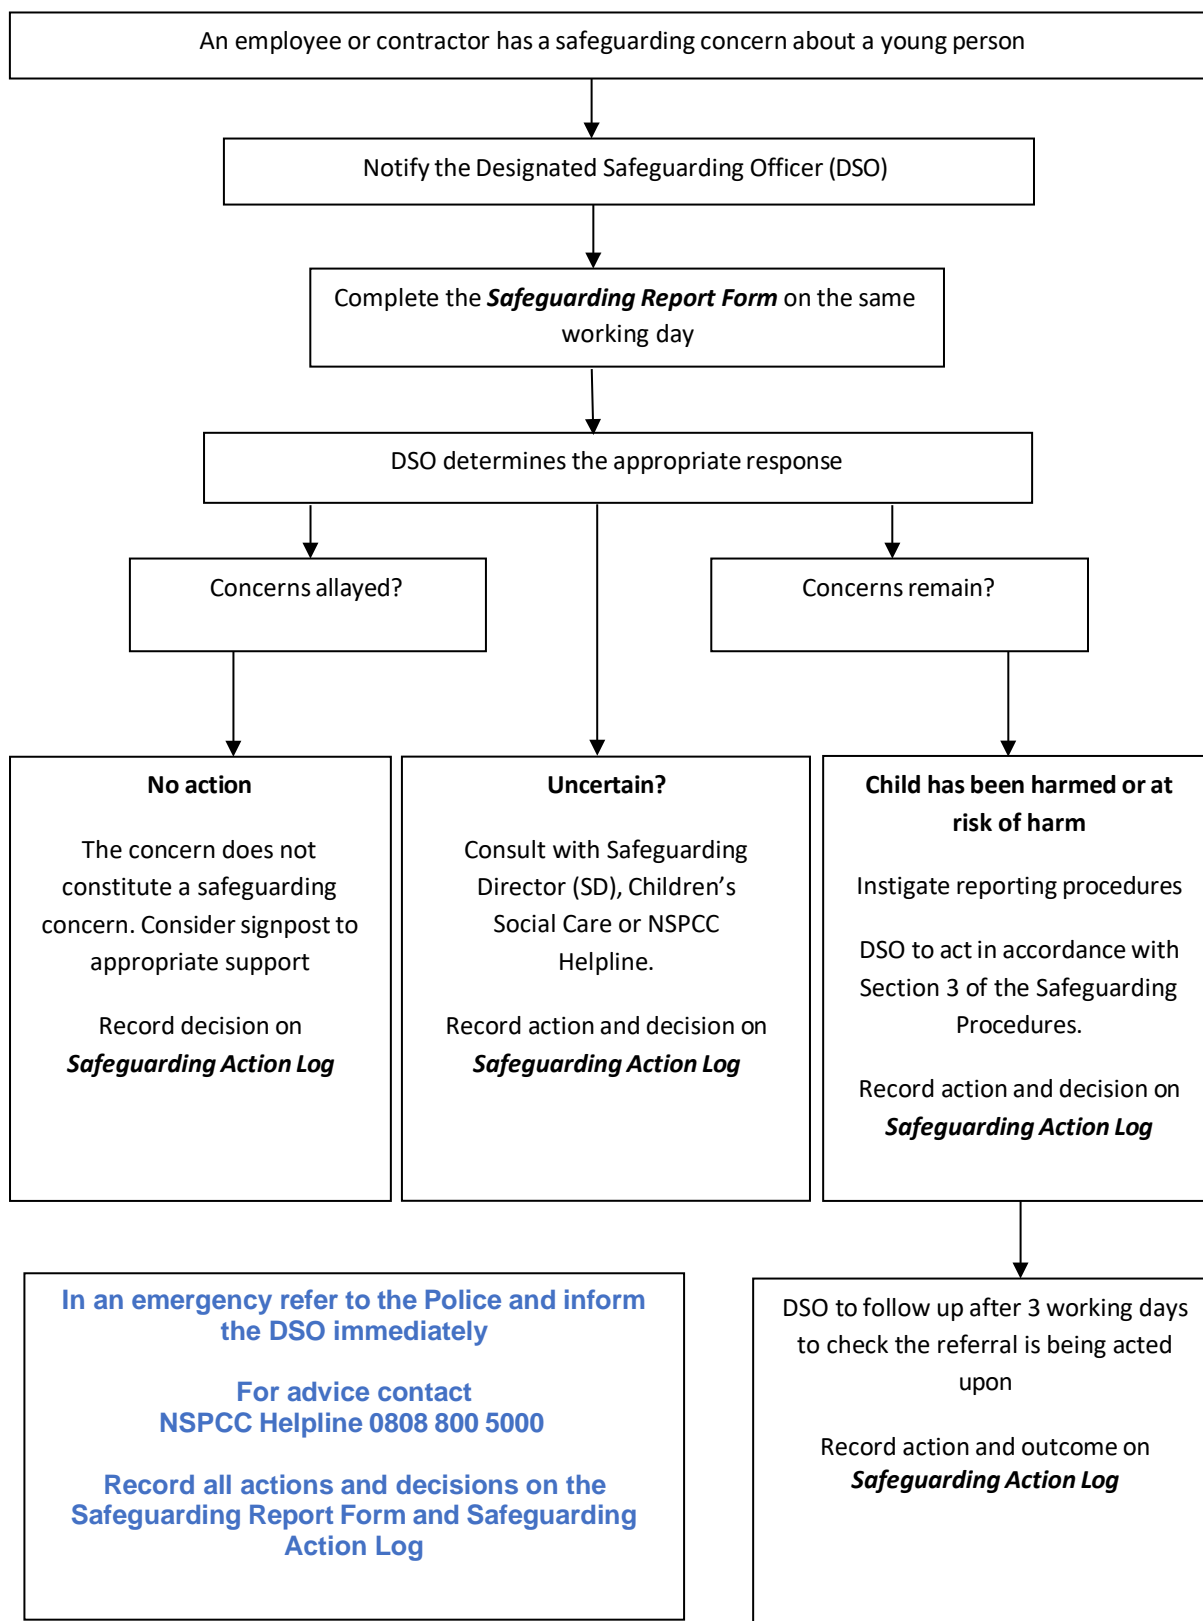 An employee or contractor has a safeguarding concern about a young person
Notify the Designated Safeguarding Officer (DSO)
Complete the Safeguarding Report Form on the same
working day
DSO determines the appropriate response
Concerns allayed?
Concerns remain?
No action
The concern does not
constitute a safeguarding
concern. Consider signpost to
appropriate support
Record decision on
Safeguarding Action Log
Uncertain?
Consult with Safeguarding
Director (SD), Children’s
Social Care or NSPCC
Helpline.
Record action and decision on
Safeguarding Action Log
Child has been harmed or at
risk of harm
Instigate reporting procedures
DSO to act in accordance with
Section 3 of the Safeguarding
Procedures.
Record action and decision on
Safeguarding Action Log
In an emergency refer to the Police and inform
the DSO immediately
For advice contact
NSPCC Helpline 0808 800 5000
Record all actions and decisions on the
Safeguarding Report Form and Safeguarding
Action Log
DSO to follow up after 3 working days
to check the referral is being acted
upon
Record action and outcome on
Safeguarding Action Log